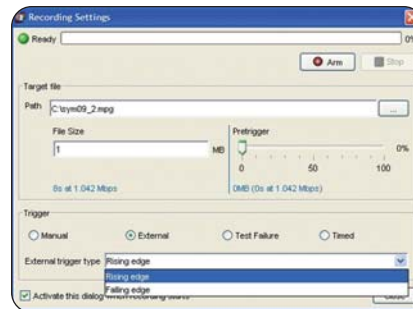 Recording Settings
Ready 0%
Arm Stop
Target file
Path C:\sym09_2.mpg ...
File Size Pretrigger
1 MB 0%
0 50 100
8s at 1.042 Mbps 0MB (0s at 1.042 Mbps)
Trigger
Manual External Test Failure Timed
External trigger type Rising edge
Rising edge
Falling edge
Activate this dialog when recording starts Close